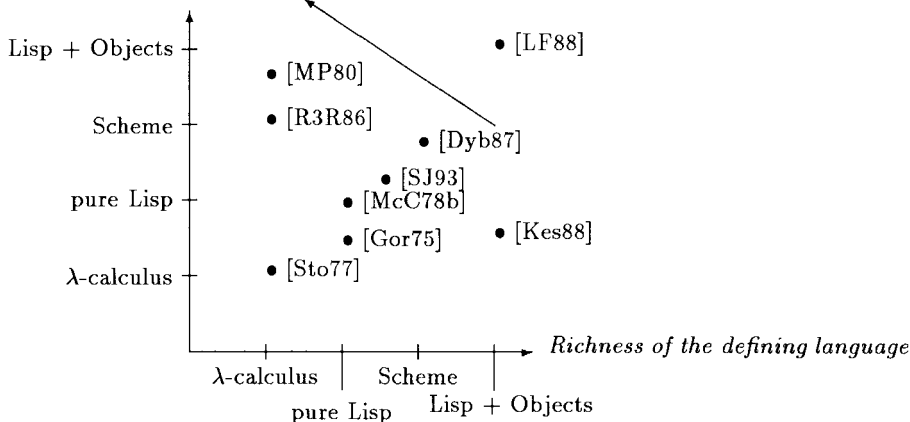 Lisp + Objects
[LF88]
[MP80]
[R3R86]
Scheme
[Dyb87]
[SJ93]
pure Lisp
[McC78b]
[Kes88]
[Gor75]
λ-calculus
[Sto77]
Richness of the defining language
λ-calculus
Scheme
pure Lisp
Lisp + Objects